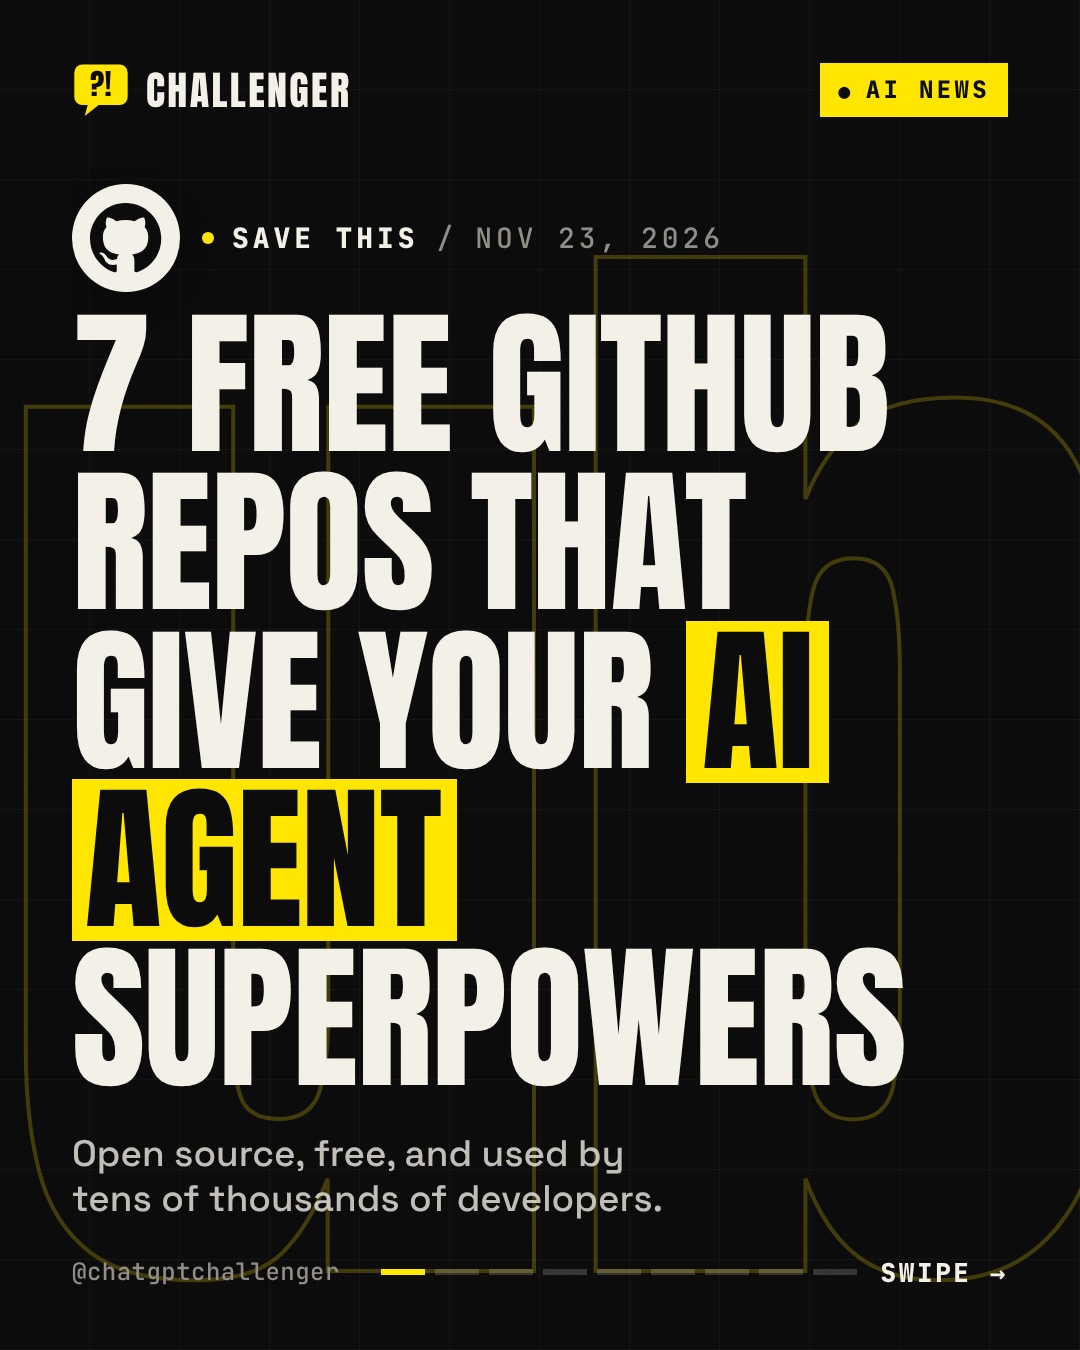 ?! CHALLENGER
● AI NEWS
● SAVE THIS / NOV 23, 2026
7 FREE GITHUB
REPOS THAT
GIVE YOUR AI
AGENT
SUPERPOWERS
Open source, free, and used by
tens of thousands of developers.
@chatgptchallenger
SWIPE →